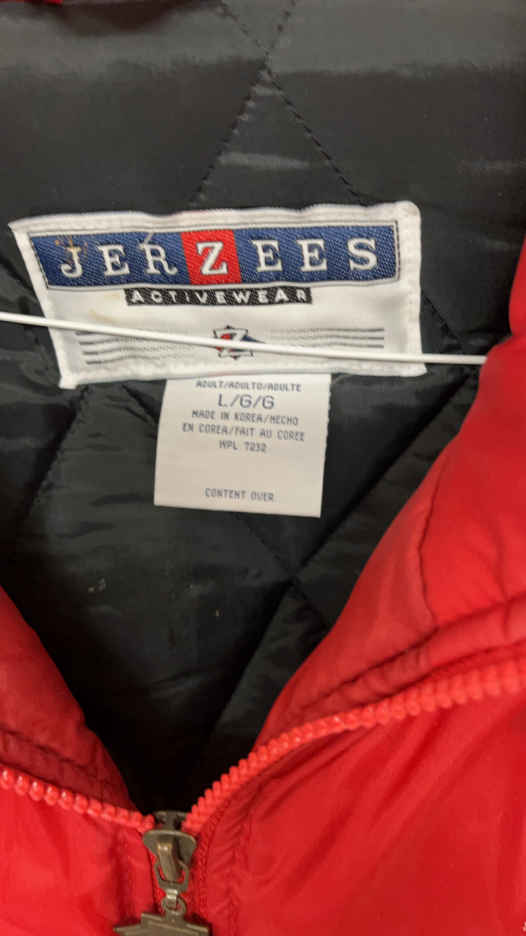 JERZEES
ACTIVEWEAR
ADULT/ADULTO/ADULTE
L/G/G
MADE IN KOREA/HECHO
EN COREA/FAIT AU COREE
WPL 7232
CONTENT OVER